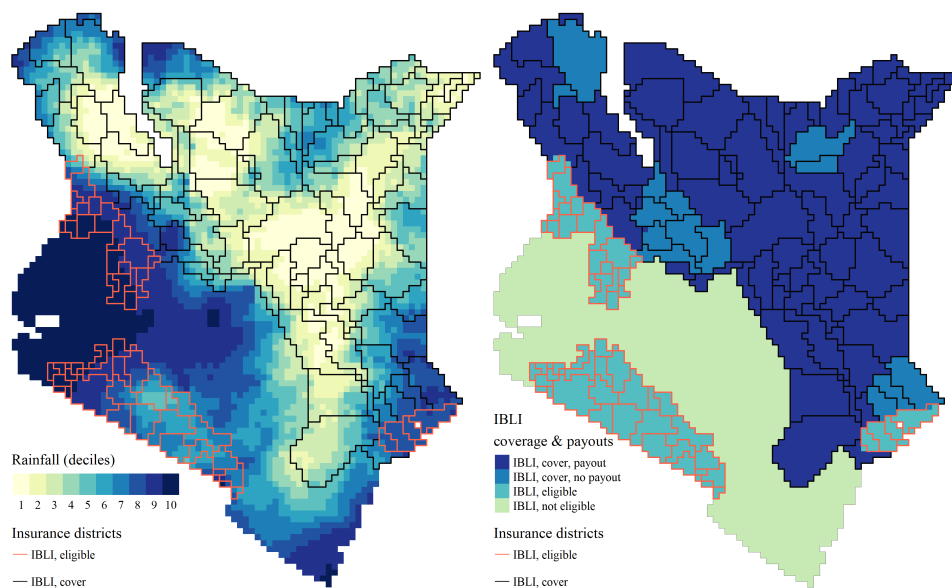 Rainfall (deciles)
1 2 3 4 5 6 7 8 9 10
Insurance districts
IBLI, eligible
IBLI, cover
IBLI
coverage & payouts
IBLI, cover, payout
IBLI, cover, no payout
IBLI, eligible
IBLI, not eligible
Insurance districts
IBLI, eligible
IBLI, cover